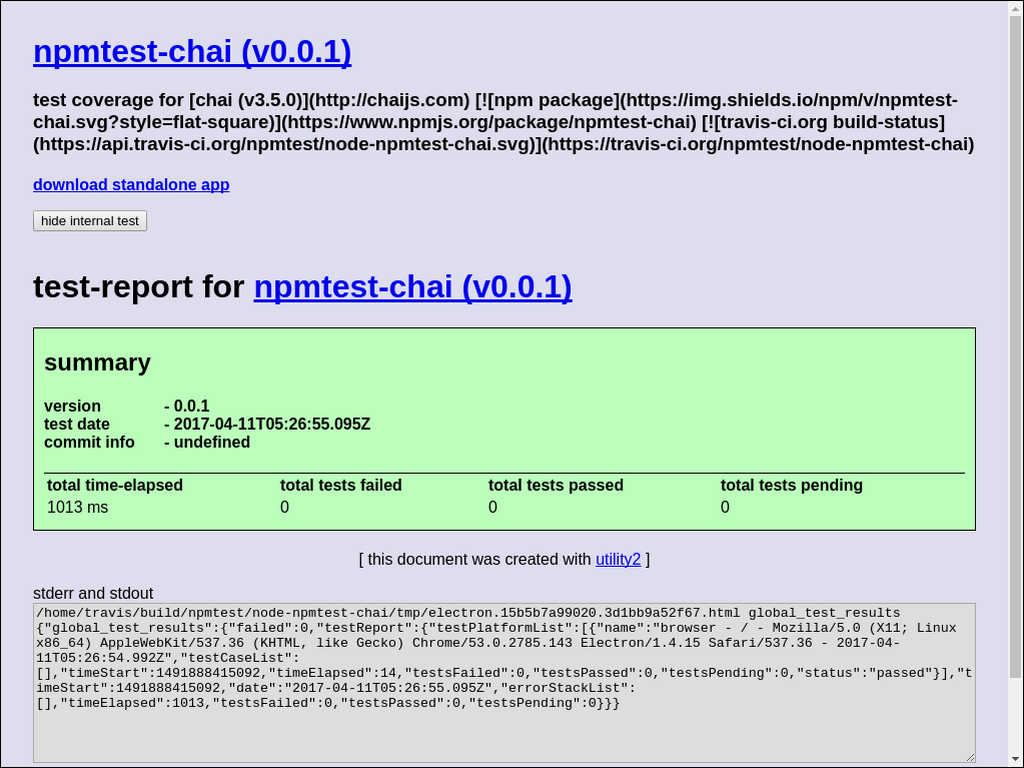 npmtest-chai (v0.0.1)
test coverage for [chai (v3.5.0)](http://chaijs.com) [![npm package](https://img.shields.io/npm/v/npmtest-
chai.svg?style=flat-square)](https://www.npmjs.org/package/npmtest-chai) [![travis-ci.org build-status]
(https://api.travis-ci.org/npmtest/node-npmtest-chai.svg)](https://travis-ci.org/npmtest/node-npmtest-chai)
download standalone app
hide internal test
test-report for npmtest-chai (v0.0.1)
summary
version - 0.0.1
test date - 2017-04-11T05:26:55.095Z
commit info - undefined
total time-elapsed total tests failed total tests passed total tests pending
1013 ms 0 0 0
[ this document was created with utility2 ]
stderr and stdout
/home/travis/build/npmtest/node-npmtest-chai/tmp/electron.15b5b7a99020.3d1bb9a52f67.html global_test_results
{"global_test_results":{"failed":0,"testReport":{"testPlatformList":[{"name":"browser - / - Mozilla/5.0 (X11; Linux
x86_64) AppleWebKit/537.36 (KHTML, like Gecko) Chrome/53.0.2785.143 Electron/1.4.15 Safari/537.36 - 2017-04-
11T05:26:54.992Z","testCaseList":
[],"timeStart":1491888415092,"timeElapsed":14,"testsFailed":0,"testsPassed":0,"testsPending":0,"status":"passed"}],"t
imeStart":1491888415092,"date":"2017-04-11T05:26:55.095Z","errorStackList":
[],"timeElapsed":1013,"testsFailed":0,"testsPassed":0,"testsPending":0}}}